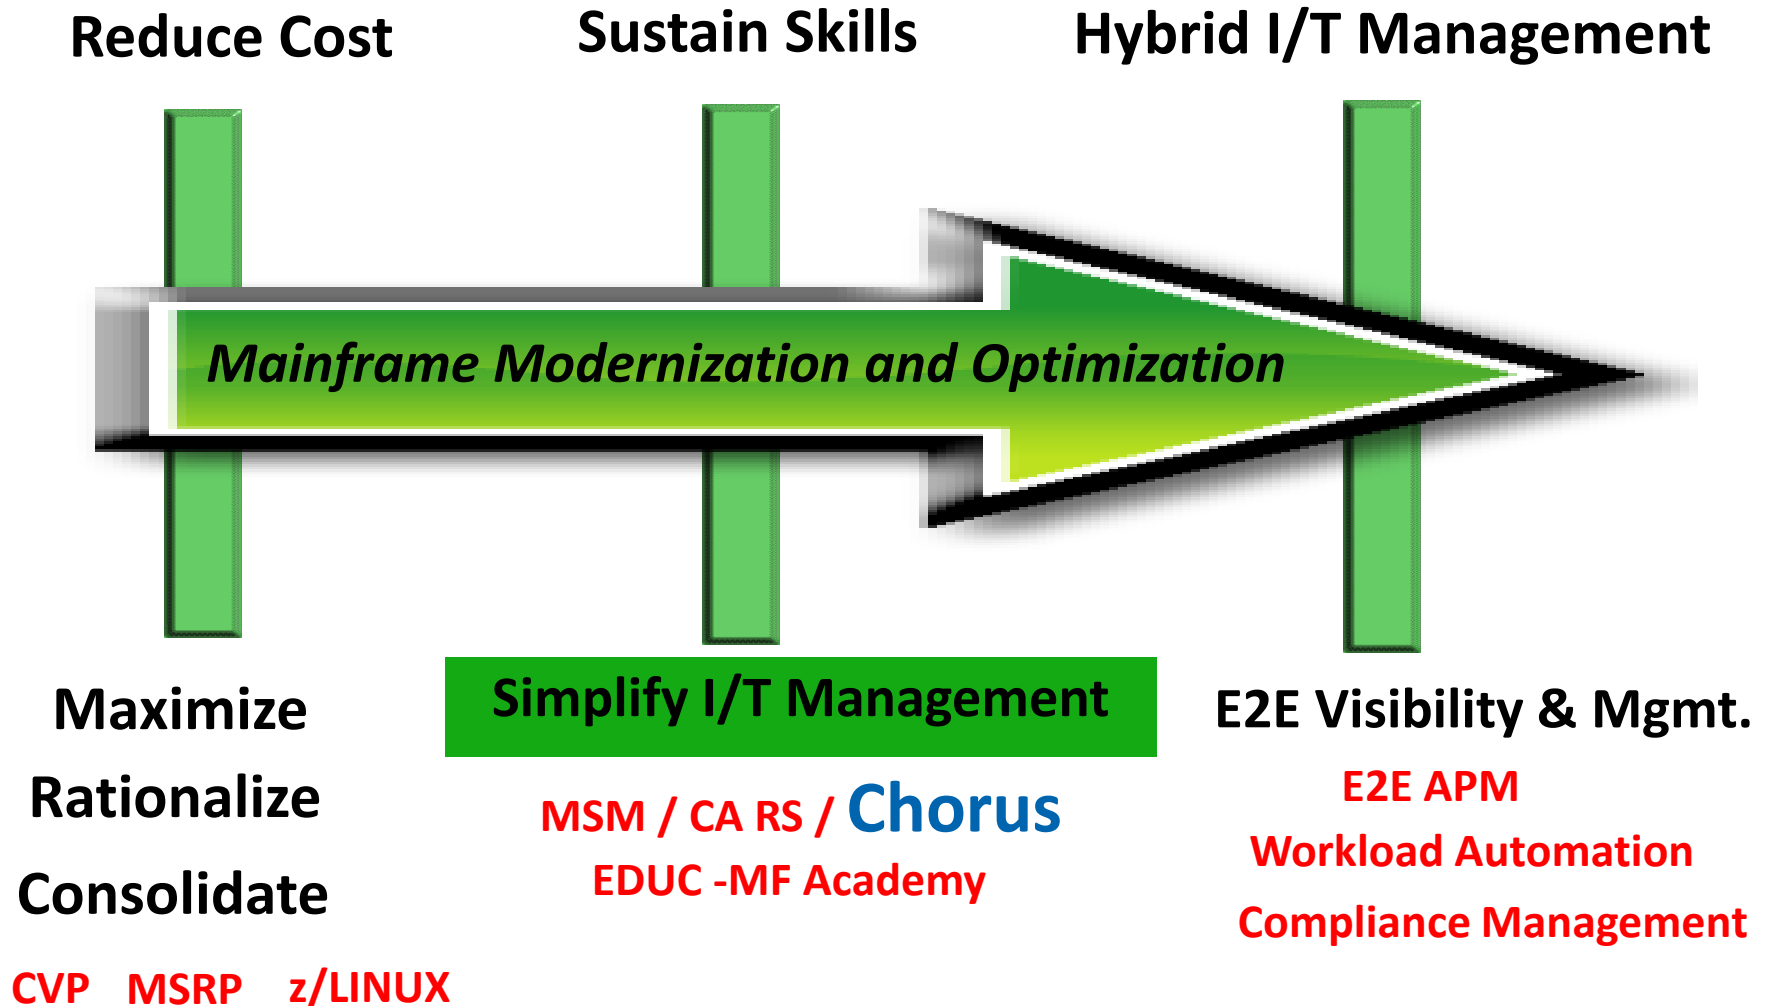 Reduce Cost
Sustain Skills
Hybrid I/T Management
Mainframe Modernization and Optimization
Maximize
Rationalize
Consolidate
CVP MSRP z/LINUX
Simplify I/T Management
MSM / CA RS / Chorus
EDUC -MF Academy
E2E Visibility & Mgmt.
E2E APM
Workload Automation
Compliance Management